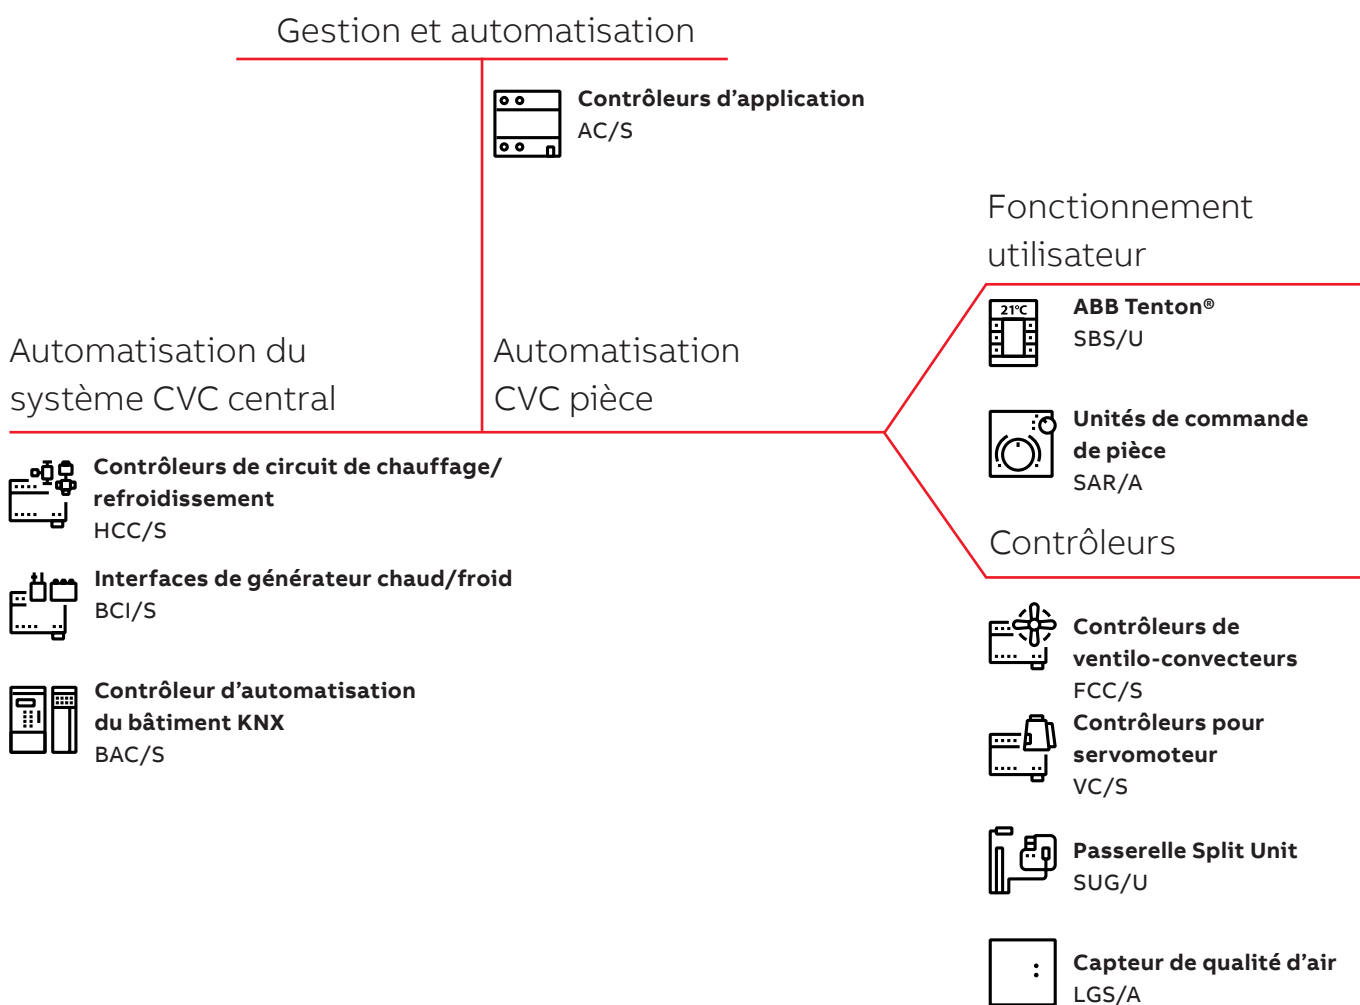 Gestion et automatisation
Contrôleurs d’application
AC/S
Automatisation du
système CVC central
Contrôleurs de circuit de chauffage/
refroidissement
HCC/S
Interfaces de générateur chaud/froid
BCI/S
Contrôleur d’automatisation
du bâtiment KNX
BAC/S
Automatisation
CVC pièce
Fonctionnement
utilisateur
21°C
ABB Tenton®
SBS/U
Unités de commande
de pièce
SAR/A
Contrôleurs
Contrôleurs de
ventilo-convecteurs
FCC/S
Contrôleurs pour
servomoteur
VC/S
Passerelle Split Unit
SUG/U
Capteur de qualité d’air
LGS/A